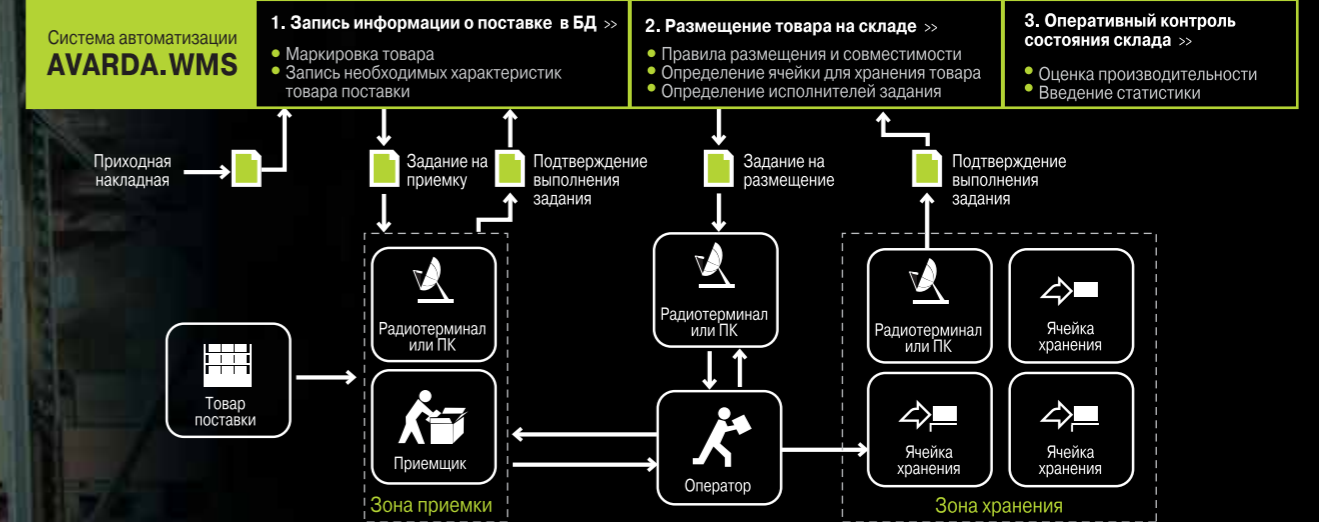 Система автоматизации
AVARDA.WMS
1. Запись информации о поставке в БД >>
• Маркировка товара
• Запись необходимых характеристик
товара поставки
2. Размещение товара на складе >>
• Правила размещения и совместимости
• Определение ячейки для хранения товара
• Определение исполнителей задания
3. Оперативный контроль
состояния склада >>
• Оценка производительности
• Введение статистики
Приходная
накладная
Задание на
приемку
Подтверждение
выполнения
задания
Задание на
размещение
Подтверждение
выполнения
задания
Радиотерминал
или ПК
Радиотерминал
или ПК
Радиотерминал
или ПК
Ячейка
хранения
Товар
поставки
Приемщик
Оператор
Ячейка
хранения
Ячейка
хранения
Зона приемки
Зона хранения